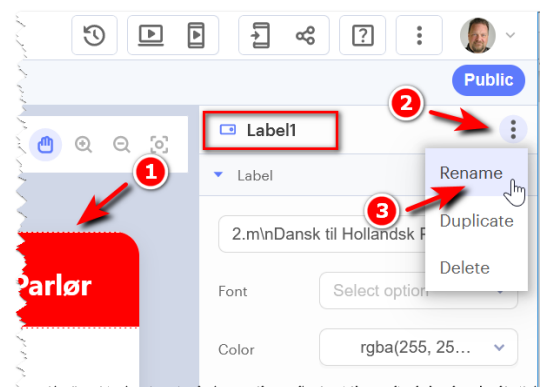 Public
2
Label1
1
Label
Rename
3
2.m\nDansk til Hollandsk
Duplicate
Parlør
Delete
Font
Select option
Color
rgba(255, 25...